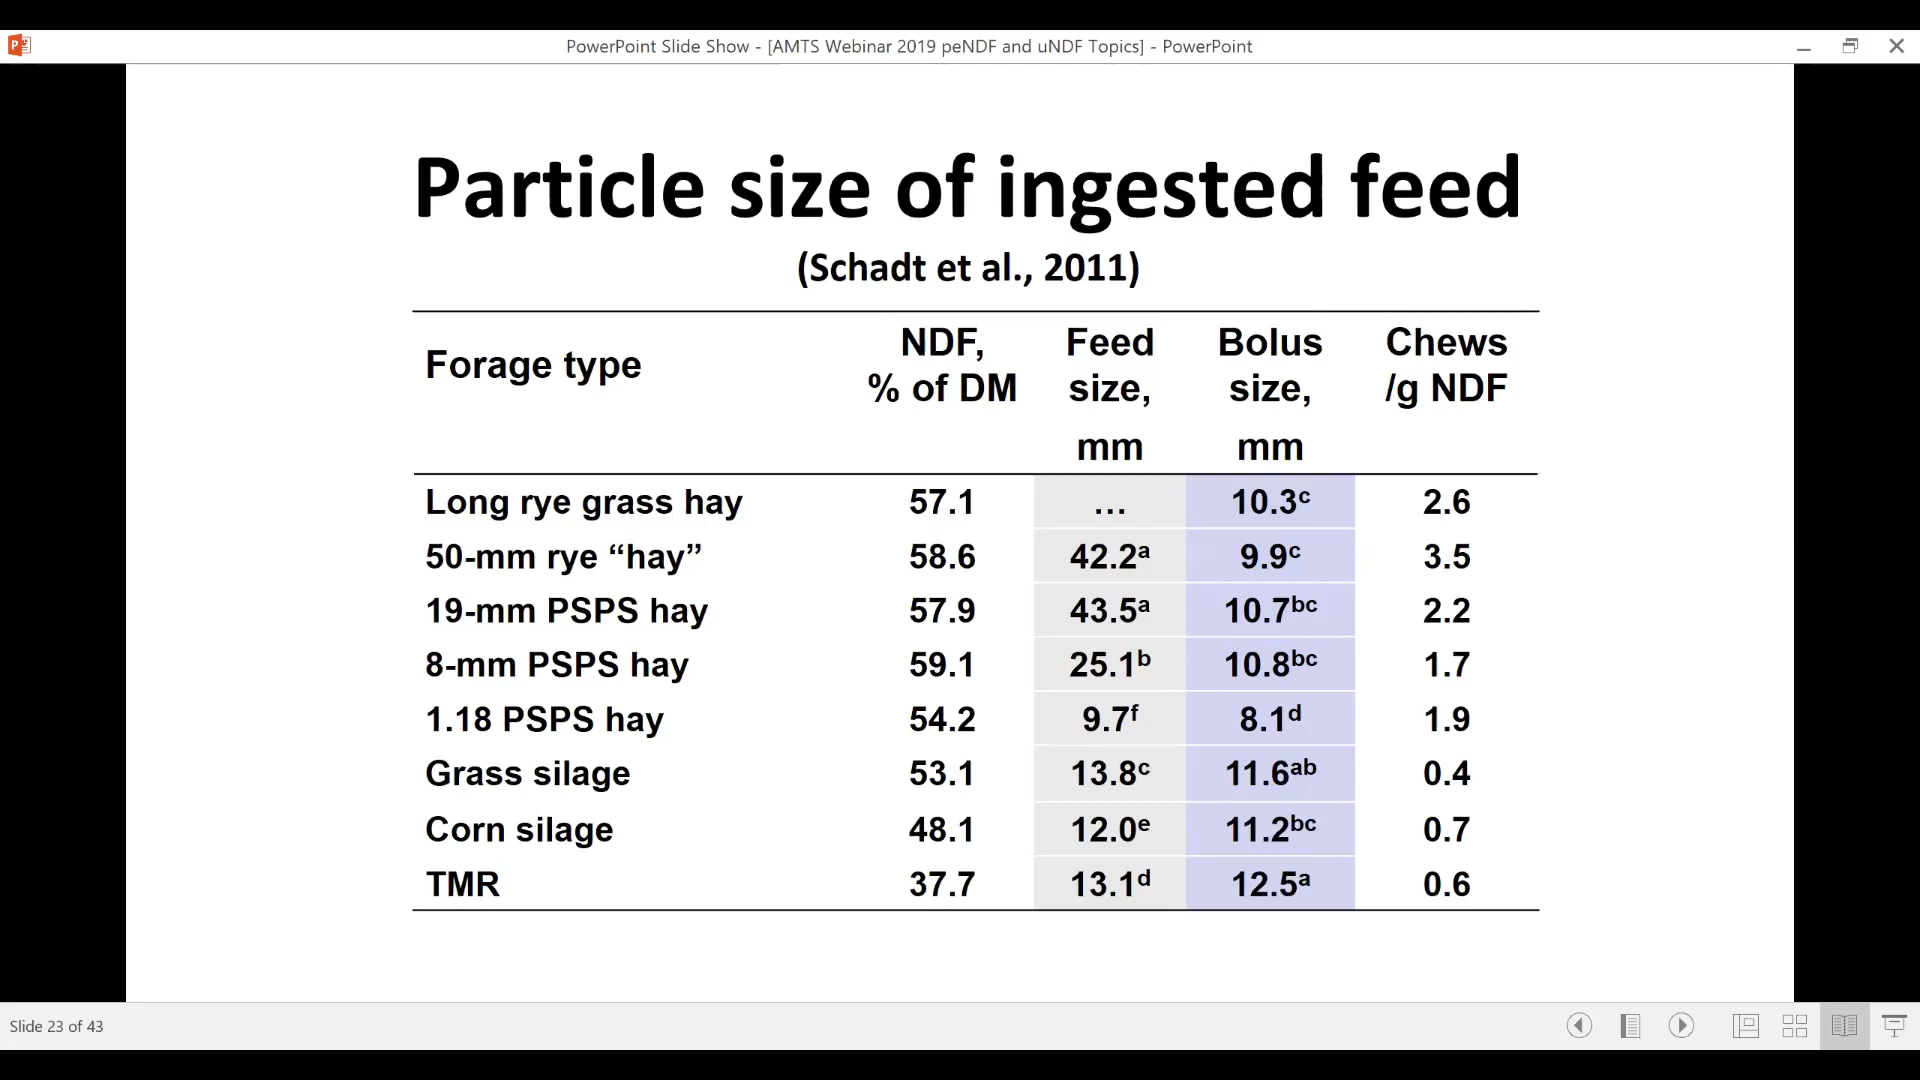 PowerPoint Slide Show - [AMTS Webinar 2019 peNDF and uNDF Topics] - PowerPoint
Particle size of ingested feed
(Schadt et al., 2011)
Forage type NDF, % of DM Feed size, mm Bolus size, mm Chews /g NDF
Long rye grass hay 57.1 … 10.3ᶜ 2.6
50-mm rye “hay” 58.6 42.2ᵃ 9.9ᶜ 3.5
19-mm PSPS hay 57.9 43.5ᵃ 10.7ᵇᶜ 2.2
8-mm PSPS hay 59.1 25.1ᵇ 10.8ᵇᶜ 1.7
1.18 PSPS hay 54.2 9.7ᶠ 8.1ᵈ 1.9
Grass silage 53.1 13.8ᶜ 11.6ᵃᵇ 0.4
Corn silage 48.1 12.0ᵉ 11.2ᵇᶜ 0.7
TMR 37.7 13.1ᵈ 12.5ᵃ 0.6
Slide 23 of 43